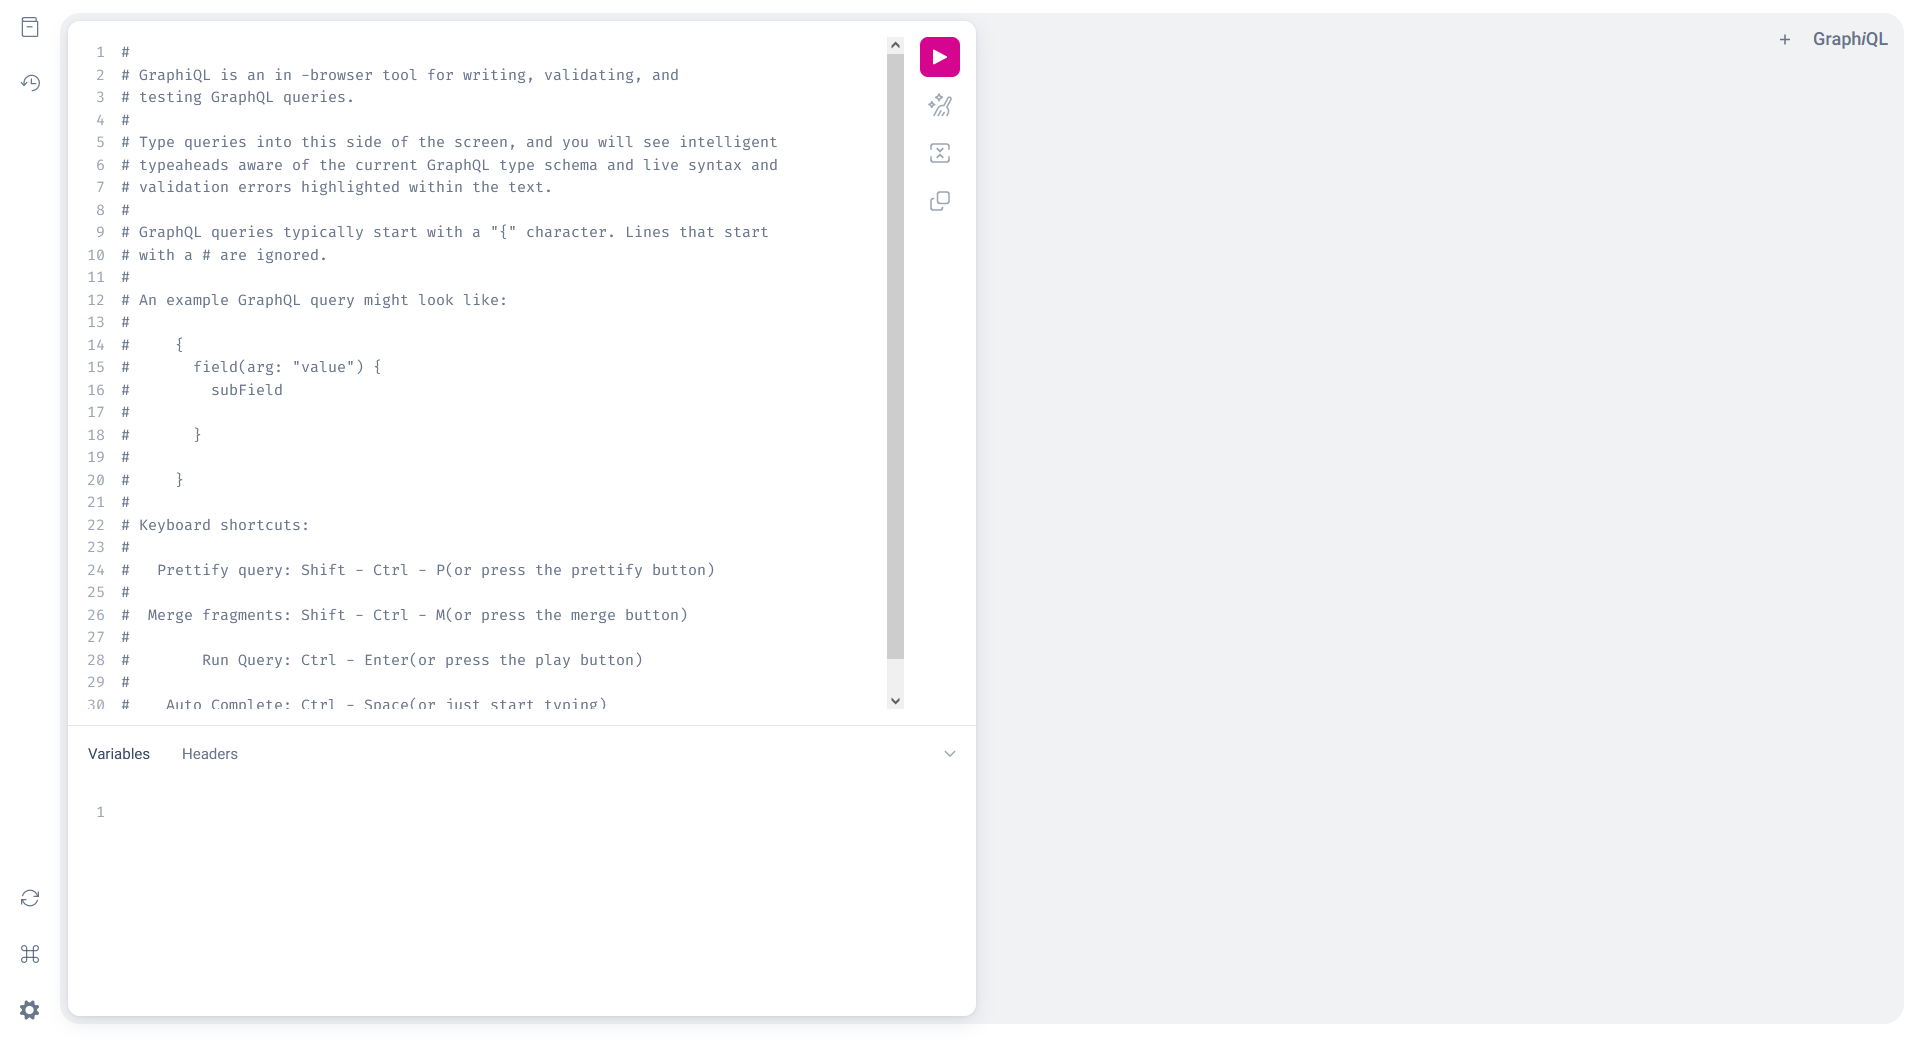 + GraphiQL
1 #
2 # GraphiQL is an in -browser tool for writing, validating, and
3 # testing GraphQL queries.
4 #
5 # Type queries into this side of the screen, and you will see intelligent
6 # typeaheads aware of the current GraphQL type schema and live syntax and
7 # validation errors highlighted within the text.
8 #
9 # GraphQL queries typically start with a "{" character. Lines that start
10 # with a # are ignored.
11 #
12 # An example GraphQL query might look like:
13 #
14 #     {
15 #       field(arg: "value") {
16 #         subField
17 #
18 #       }
19 #
20 #     }
21 #
22 # Keyboard shortcuts:
23 #
24 #   Prettify query: Shift - Ctrl - P(or press the prettify button)
25 #
26 #  Merge fragments: Shift - Ctrl - M(or press the merge button)
27 #
28 #        Run Query: Ctrl - Enter(or press the play button)
29 #
30 #    Auto Complete: Ctrl - Space(or just start typing)
Variables Headers
1